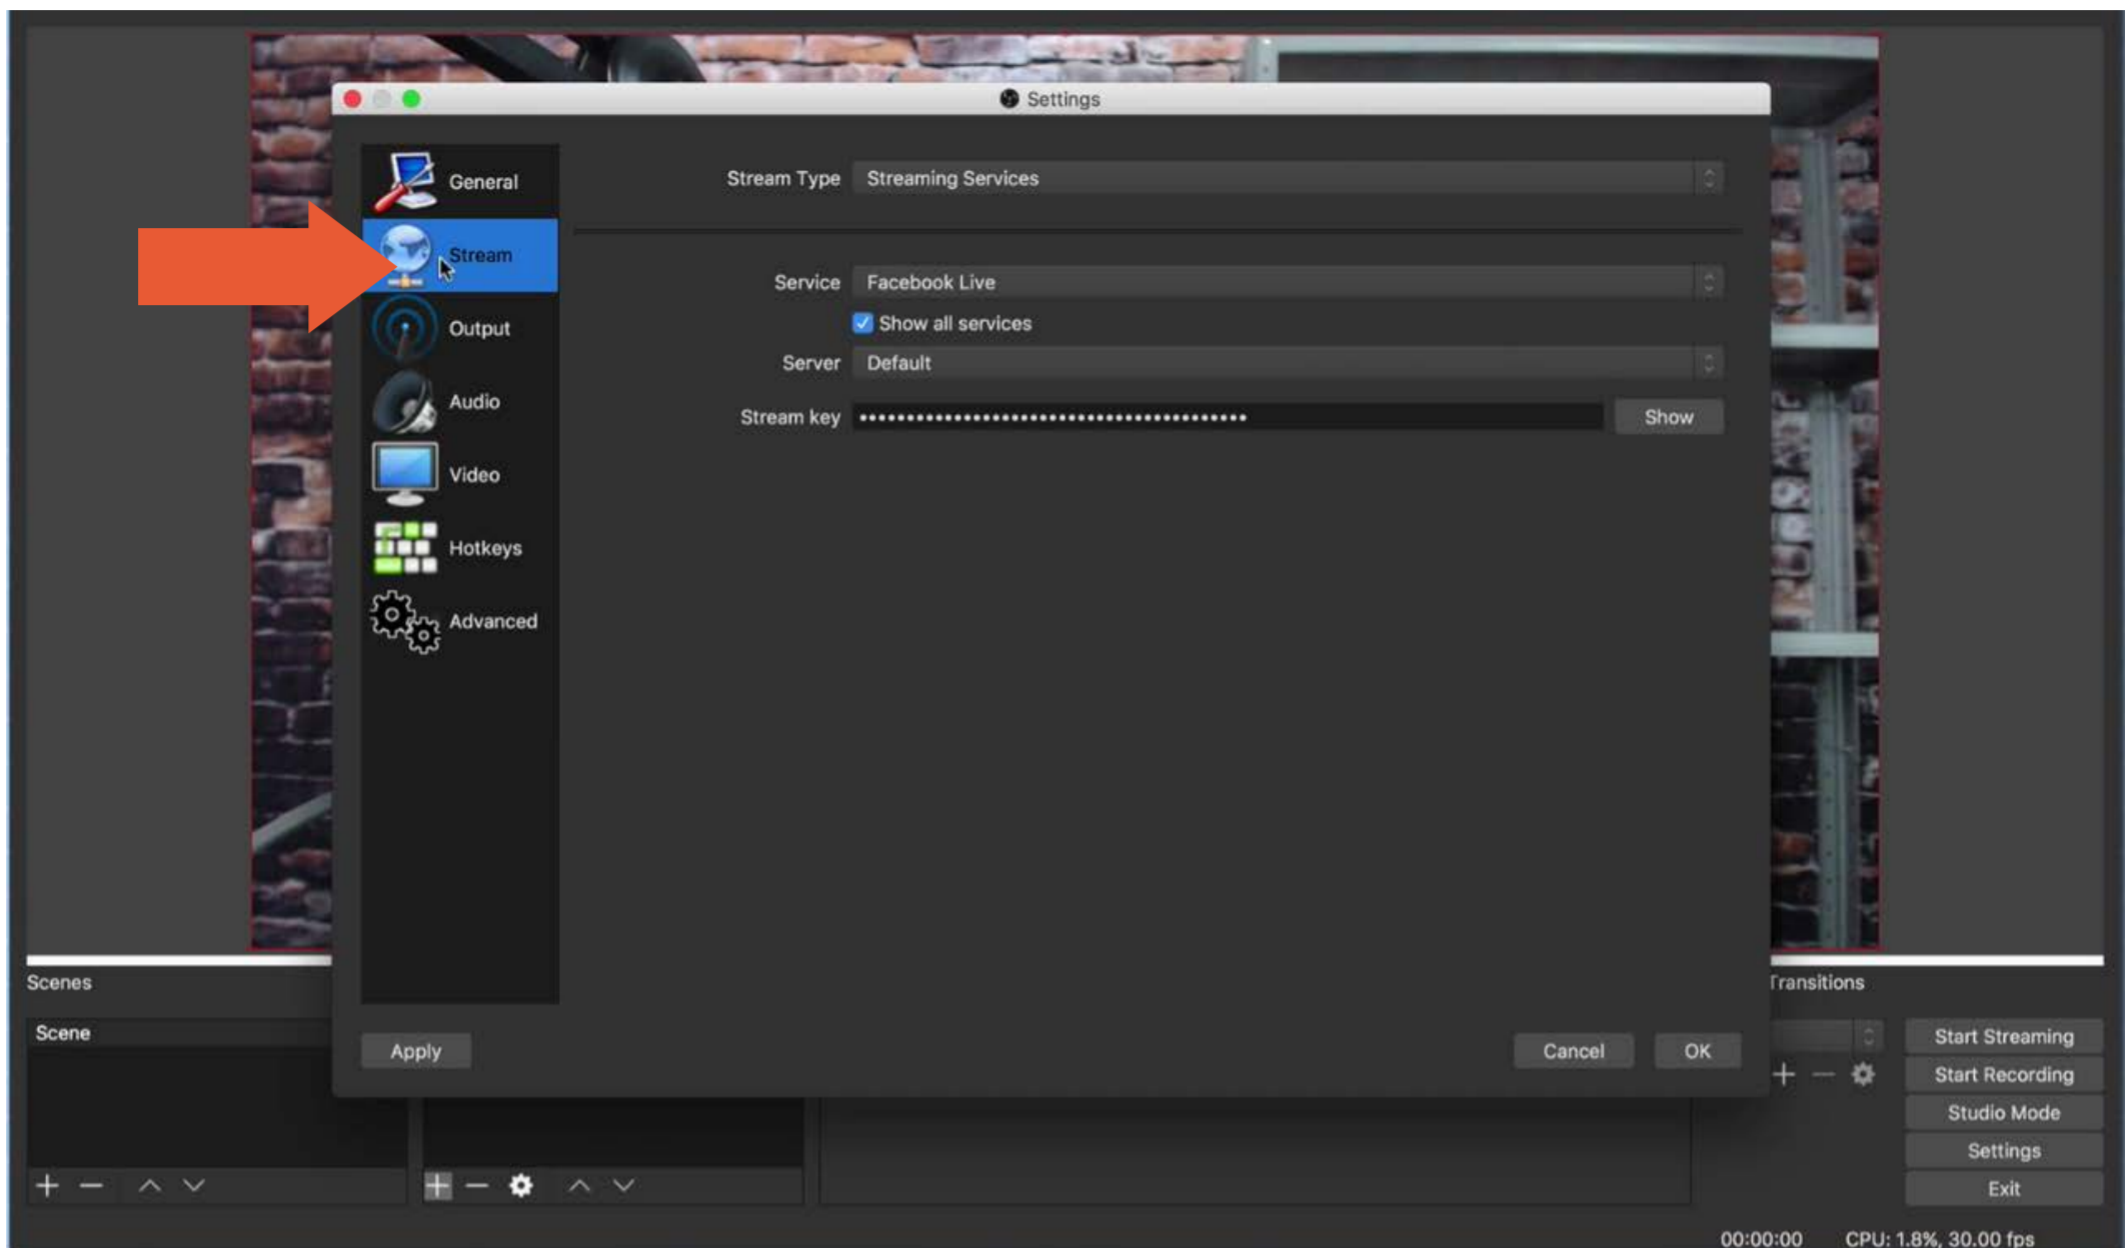 Settings
General
Stream
Output
Audio
Video
Hotkeys
Advanced
Stream Type Streaming Services
Service Facebook Live
Show all services
Server Default
Stream key ••••••••••••••••••••••••••••••••••••••••• Show
Apply
Cancel OK
Scenes
Scene
Transitions
Start Streaming
Start Recording
Studio Mode
Settings
Exit
00:00:00 CPU: 1.8%, 30.00 fps